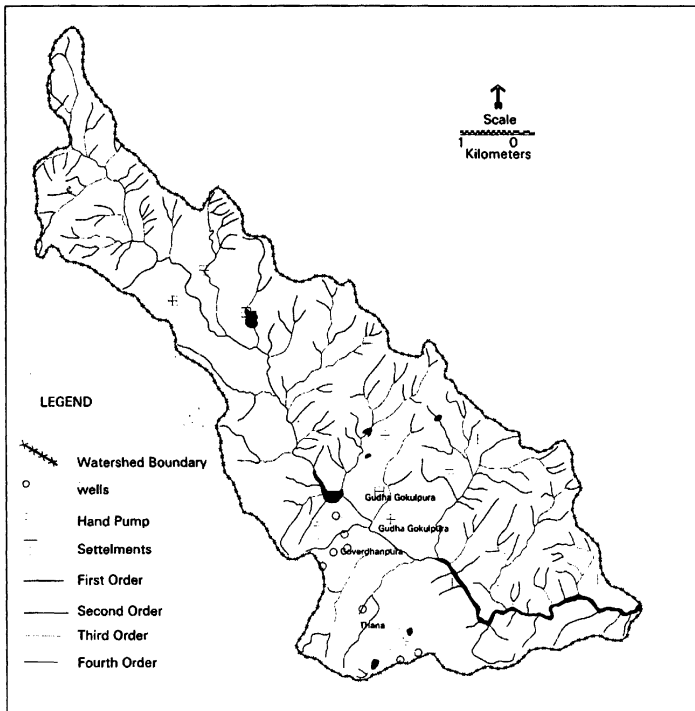 Scale
1 0
Kilometers
LEGEND
Watershed Boundary
wells
Hand Pump
Settelments
First Order
Second Order
Third Order
Fourth Order
Gudha Gokulpura
Gudha Gokulpura
Goverdhanpura
Thana